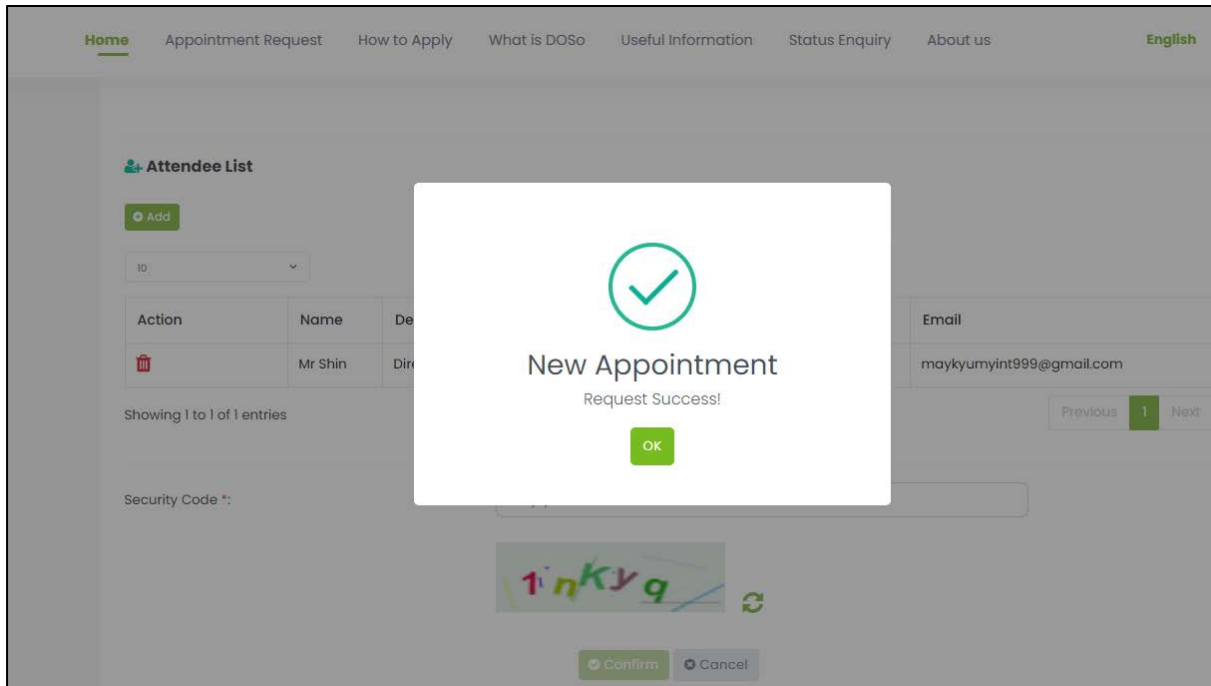 Home Appointment Request How to Apply What is DOSo Useful Information Status Enquiry About us English
Attendee List
Add
10
Action Name De Email
Mr Shin Dire maykyumyint999@gmail.com
Showing 1 to 1 of 1 entries Previous 1 Next
New Appointment
Request Success!
OK
Security Code *:
Confirm Cancel